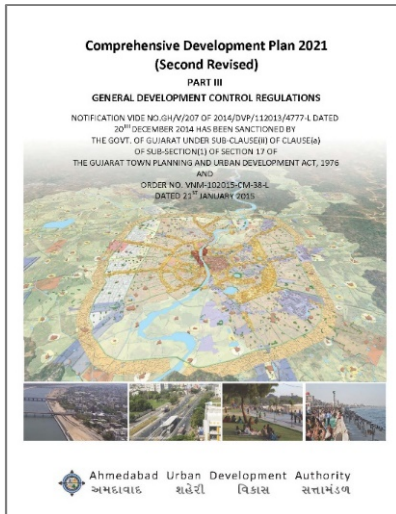 Comprehensive Development Plan 2021
(Second Revised)
PART III
GENERAL DEVELOPMENT CONTROL REGULATIONS
NOTIFICATION VIDE NO.GH/V/207 OF 2014/DVP/112013/4777-L DATED
20TH DECEMBER 2014 HAS BEEN SANCTIONED BY
THE GOVT. OF GUJARAT UNDER SUB-CLAUSE(ii) OF CLAUSE(a)
OF SUB-SECTION(1) OF SECTION 17 OF
THE GUJARAT TOWN PLANNING AND URBAN DEVELOPMENT ACT, 1976
AND
ORDER NO. VNM-102015-CM-38-L
DATED 21ST JANUARY 2015
Ahmedabad Urban Development Authority
અમદાવાદ શહેરી વિકાસ સત્તામંડળ